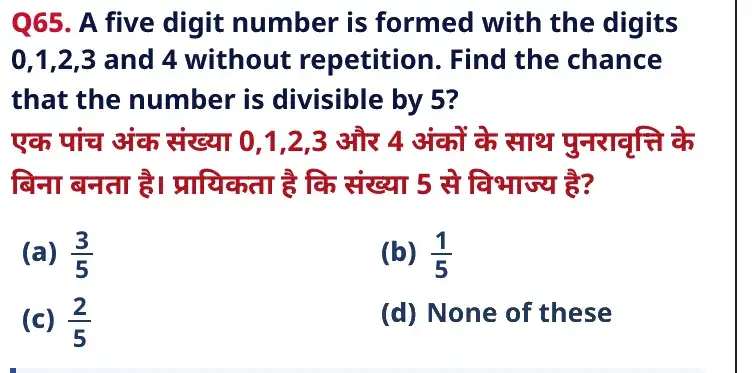 Q65. A five digit number is formed with the digits
0,1,2,3 and 4 without repetition. Find the chance
that the number is divisible by 5?
एक पांच अंक संख्या 0,1,2,3 और 4 अंकों के साथ पुनरावृत्ति के
बिना बनता है। प्रायिकता है कि संख्या 5 से विभाज्य है?
(a) 3/5 (b) 1/5
(c) 2/5 (d) None of these